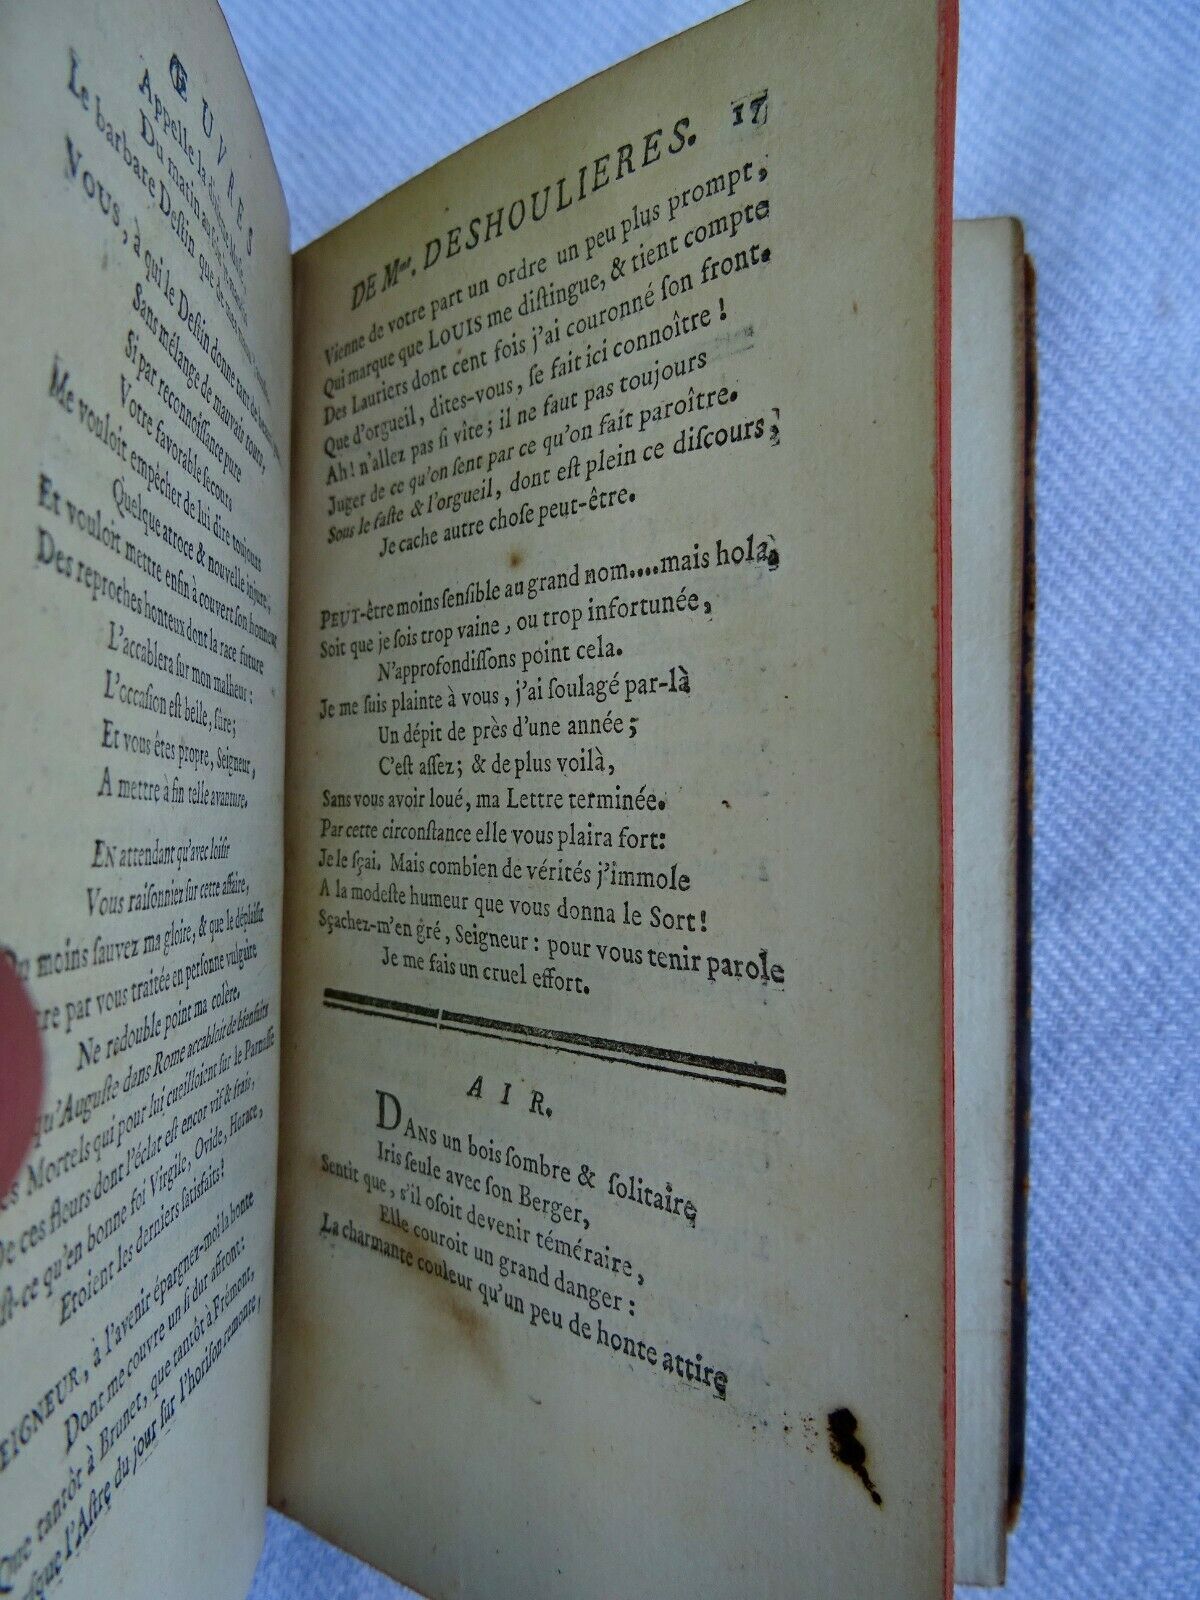 ŒUVRES
Appelle la
Du matin au
Le barbare Deſtin que de
NOUS, à qui le Deſtin donne tant de
Sans mélange de mauvais tours,
Si par reconnoiſſance pure
Votre favorable ſecours
Me vouloit empêcher de lui dire toujours
Quelque atroce & nouvelle injure,
Et vouloit mettre enfin à couvert ſon honneur
Des reproches honteux dont la race future
L'accablera ſur mon malheur:
L'occaſion eſt belle, ſûre;
Et vous êtes propre, Seigneur,
A mettre à fin telle avanture.
EN attendant qu'avec loiſir
Vous raiſonniez ſur cette affaire,
moins ſauvez ma gloire, & que le déplaiſir
par vous traitée en perſonne vulgaire
Ne redouble point ma colère.
qu'Auguſte dans Rome accabloit de bienfaits
Mortels qui pour lui cueilloient ſur le Parnaſſe
De ces fleurs dont l'éclat eſt encor vif & frais,
qu'en bonne foi Virgile, Ovide, Horace,
Etoient les derniers ſatisfaits!
EIGNEUR, à l'avenir épargnez-moi la honte
Dont me couvre un ſi dur affront:
Que tantôt à Brunet, que tantôt à Frémont,
l'Aſtre du jour ſur l'horiſon remonte,
DE Mme. DESHOULIERES. 17
Vienne de votre part un ordre un peu plus prompt,
Qui marque que LOUIS me diſtingue, & tient compte
Des Lauriers dont cent fois j'ai couronné ſon front.
Que d'orgueil, dites-vous, ſe fait ici connoître!
Ah! n'allez pas ſi vîte; il ne faut pas toujours
Juger de ce qu'on ſent par ce qu'on fait paroître.
Sous le faſte & l'orgueil, dont eſt plein ce diſcours,
Je cache autre choſe peut-être.
PEUT-être moins ſenſible au grand nom....mais hola,
Soit que je ſois trop vaine, ou trop infortunée,
N'approfondiſſons point cela.
Je me ſuis plainte à vous, j'ai ſoulagé par-là
Un dépit de près d'une année;
C'eſt aſſez; & de plus voilà,
Sans vous avoir loué, ma Lettre terminée.
Par cette circonſtance elle vous plaira fort:
Je le ſçai. Mais combien de vérités j'immole
A la modeſte humeur que vous donna le Sort!
Sçachez-m'en gré, Seigneur: pour vous tenir parole
Je me fais un cruel effort.
AIR.
DANS un bois ſombre & ſolitaire
Iris ſeule avec ſon Berger,
Sentit que, s'il oſoit devenir téméraire,
Elle couroit un grand danger:
La charmante couleur qu'un peu de honte attire